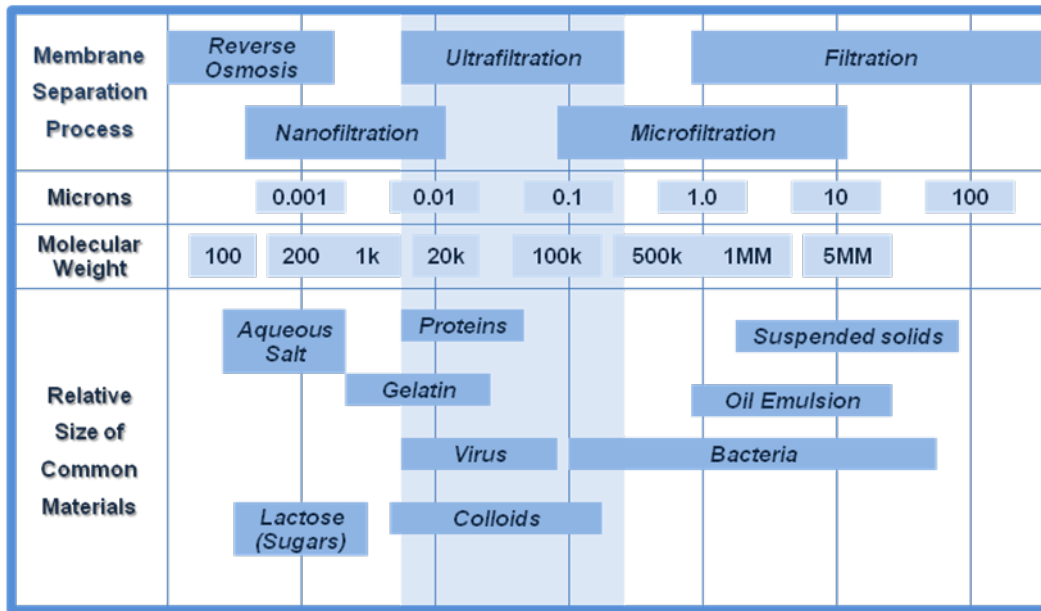 Membrane
Separation
Process
Reverse
Osmosis
Ultrafiltration
Filtration
Nanofiltration
Microfiltration
Microns
0.001
0.01
0.1
1.0
10
100
Molecular
Weight
100
200
1k
20k
100k
500k
1MM
5MM
Relative
Size of
Common
Materials
Aqueous
Salt
Proteins
Suspended solids
Gelatin
Oil Emulsion
Virus
Bacteria
Lactose
(Sugars)
Colloids